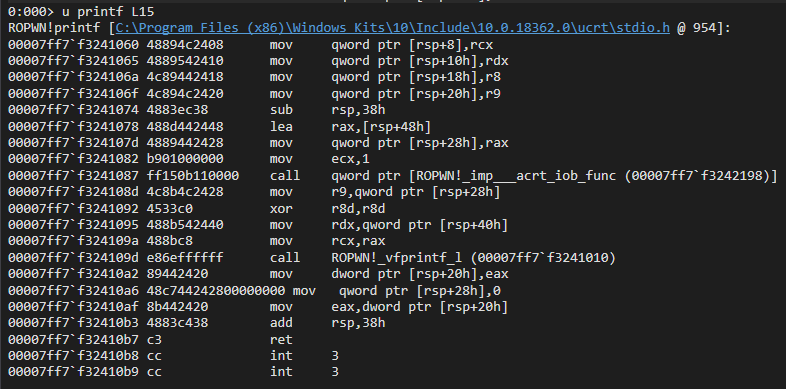 0:000> u printf L15
ROPWN!printf [C:\Program Files (x86)\Windows Kits\10\Include\10.0.18362.0\ucrt\stdio.h @ 954]:
00007ff7`f3241060 48894c2408      mov     qword ptr [rsp+8],rcx
00007ff7`f3241065 4889542410      mov     qword ptr [rsp+10h],rdx
00007ff7`f324106a 4c89442418      mov     qword ptr [rsp+18h],r8
00007ff7`f324106f 4c894c2420      mov     qword ptr [rsp+20h],r9
00007ff7`f3241074 4883ec38        sub     rsp,38h
00007ff7`f3241078 488d442448      lea     rax,[rsp+48h]
00007ff7`f324107d 4889442428      mov     qword ptr [rsp+28h],rax
00007ff7`f3241082 b901000000      mov     ecx,1
00007ff7`f3241087 ff150b110000    call    qword ptr [ROPWN!_imp___acrt_iob_func (00007ff7`f3242198)]
00007ff7`f324108d 4c8b4c2428      mov     r9,qword ptr [rsp+28h]
00007ff7`f3241092 4533c0          xor     r8d,r8d
00007ff7`f3241095 488b542440      mov     rdx,qword ptr [rsp+40h]
00007ff7`f324109a 488bc8          mov     rcx,rax
00007ff7`f324109d e86effffff      call    ROPWN!_vfprintf_l (00007ff7`f3241010)
00007ff7`f32410a2 89442420        mov     dword ptr [rsp+20h],eax
00007ff7`f32410a6 48c744242800000000 mov   qword ptr [rsp+28h],0
00007ff7`f32410af 8b442420        mov     eax,dword ptr [rsp+20h]
00007ff7`f32410b3 4883c438        add     rsp,38h
00007ff7`f32410b7 c3              ret
00007ff7`f32410b8 cc              int     3
00007ff7`f32410b9 cc              int     3